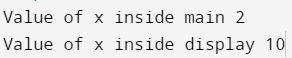 Value of x inside main 2
Value of x inside display 10